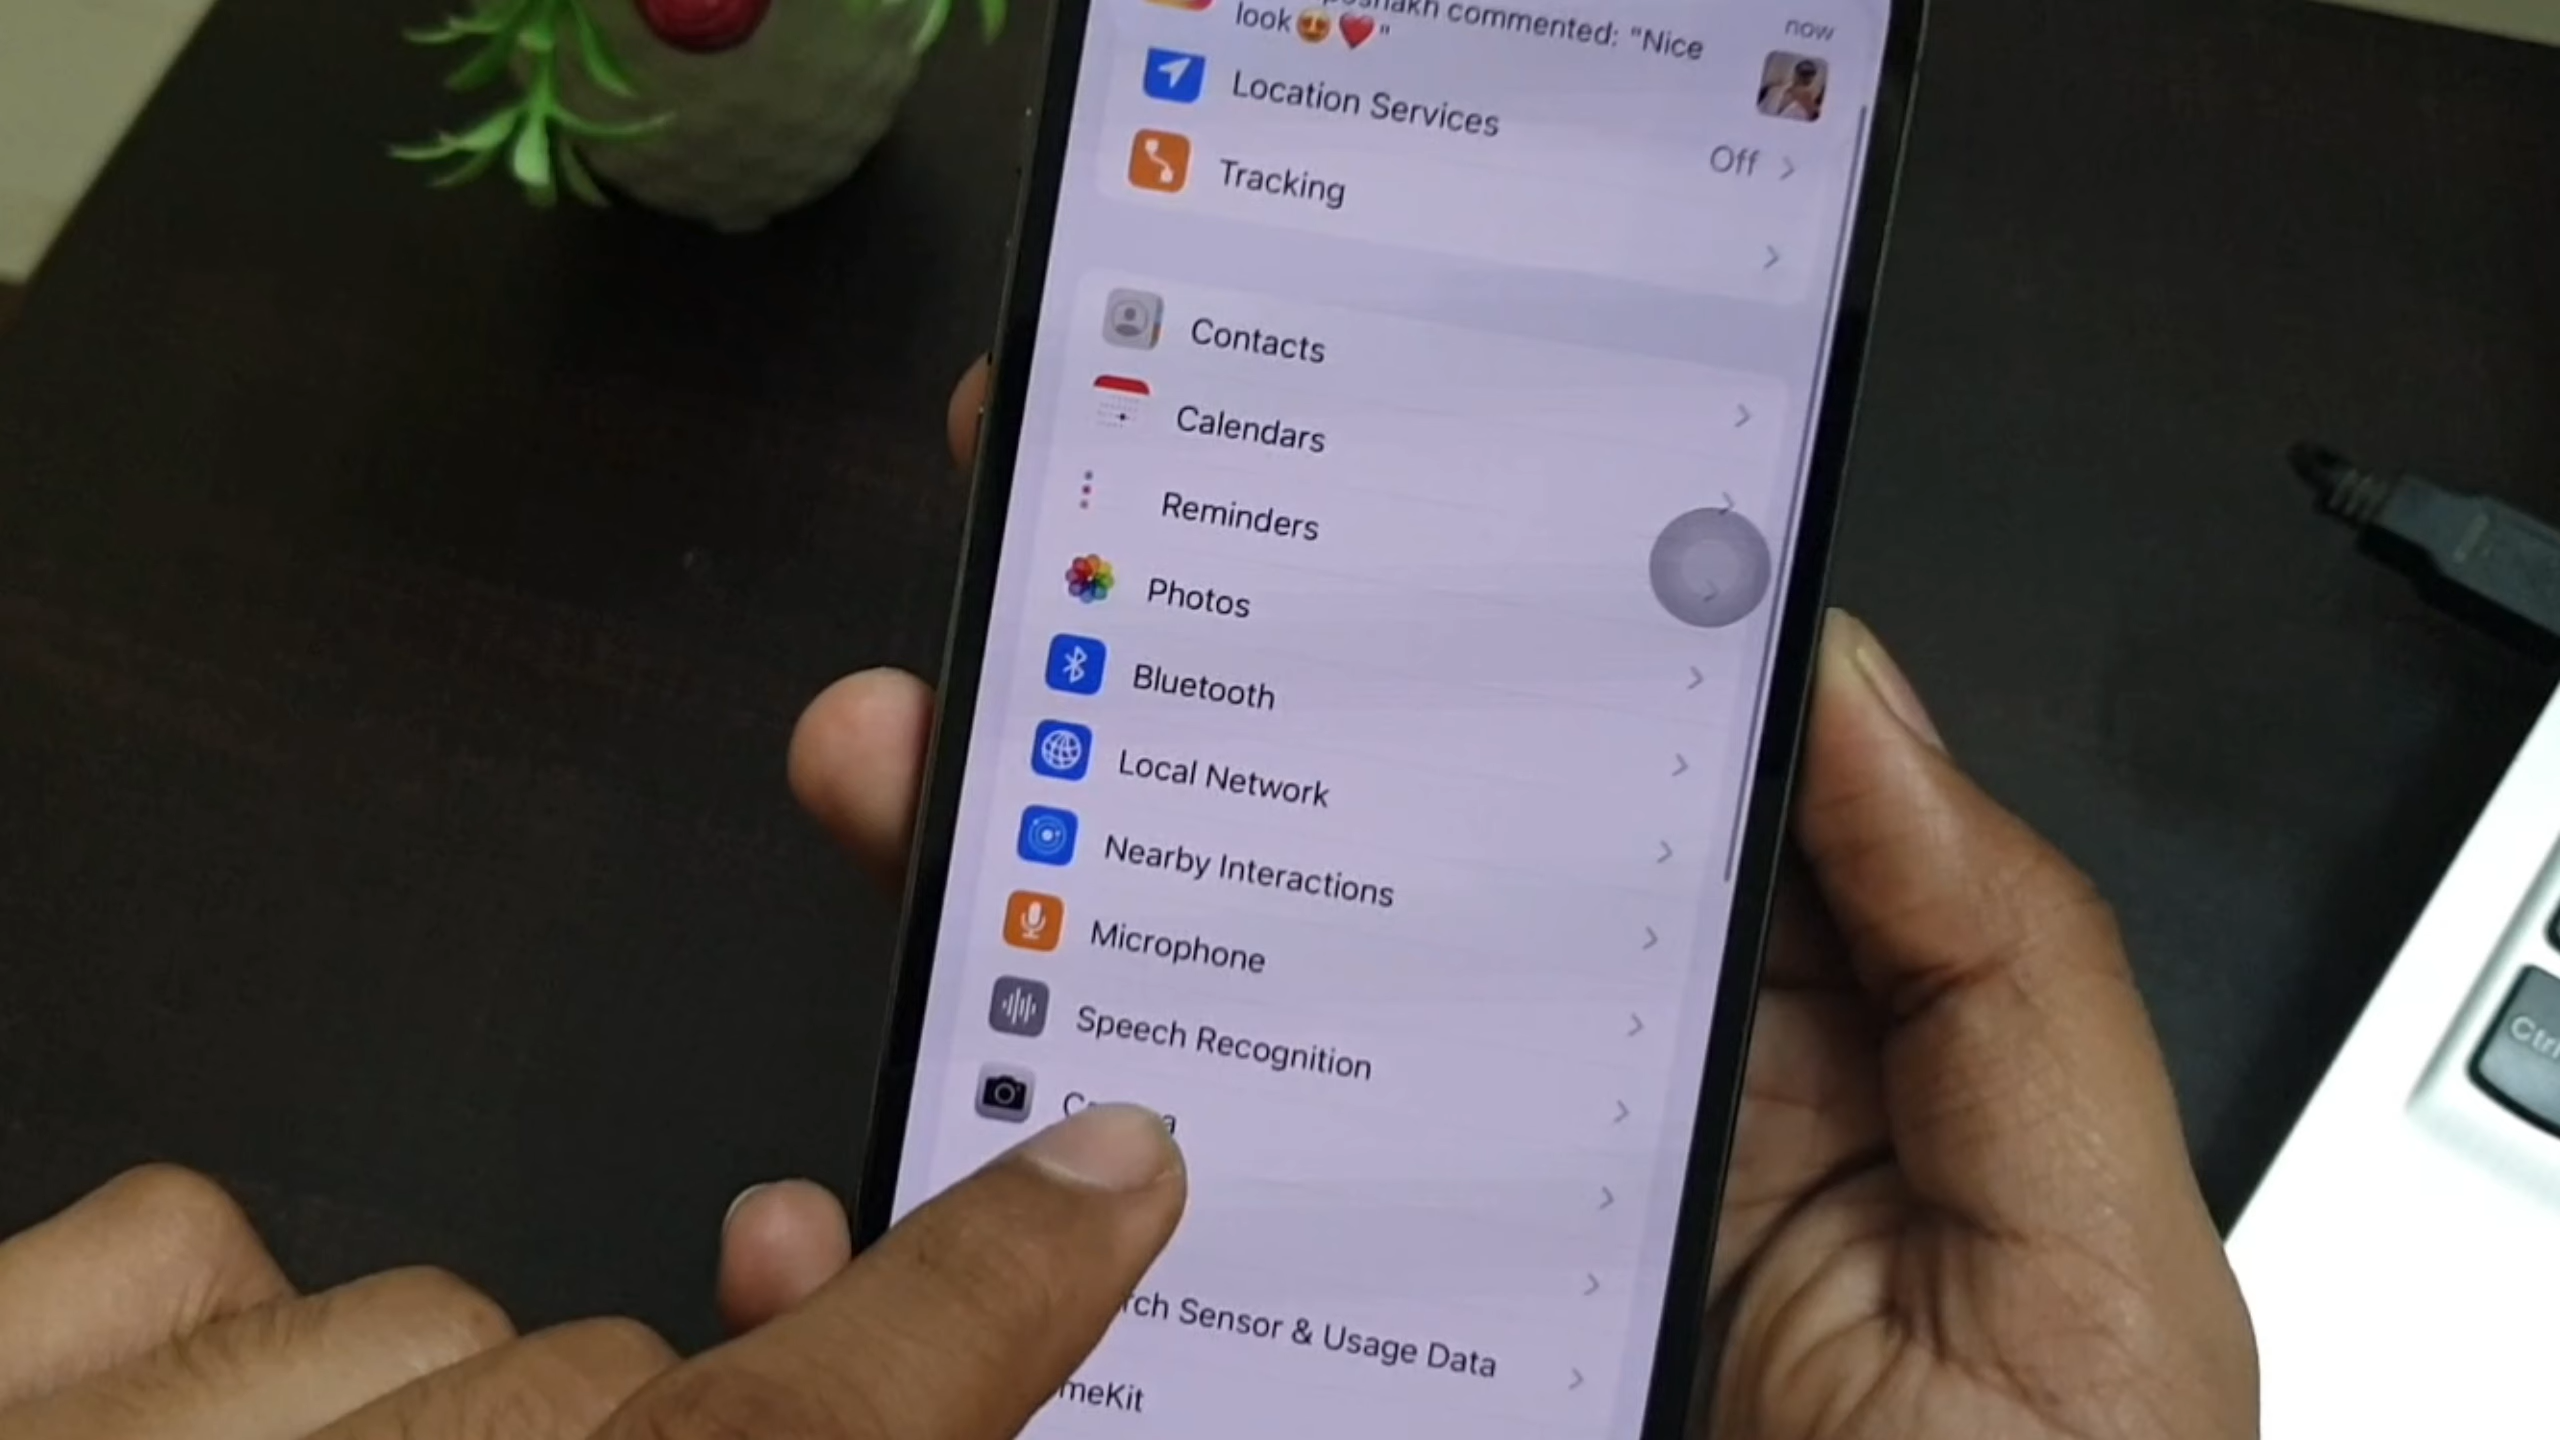 commented: "Nice
now
look😍❤️"
Location Services
Off
Tracking
Contacts
Calendars
Reminders
Photos
Bluetooth
Local Network
Nearby Interactions
Microphone
Speech Recognition
Sensor & Usage Data
Ctrl